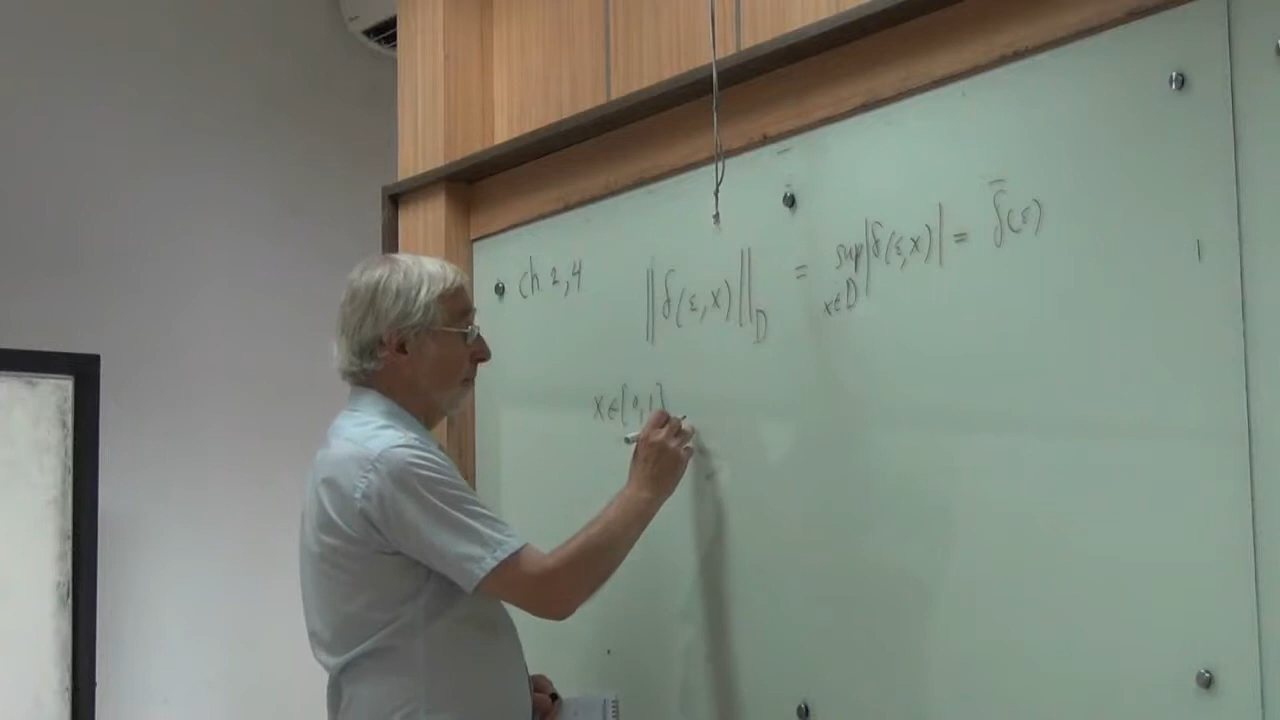 ch. 2, 4
||δ(ε,x)||_D = sup_{x∈D} |δ(ε,x)| = δ̄(ε)
x∈[0,1]